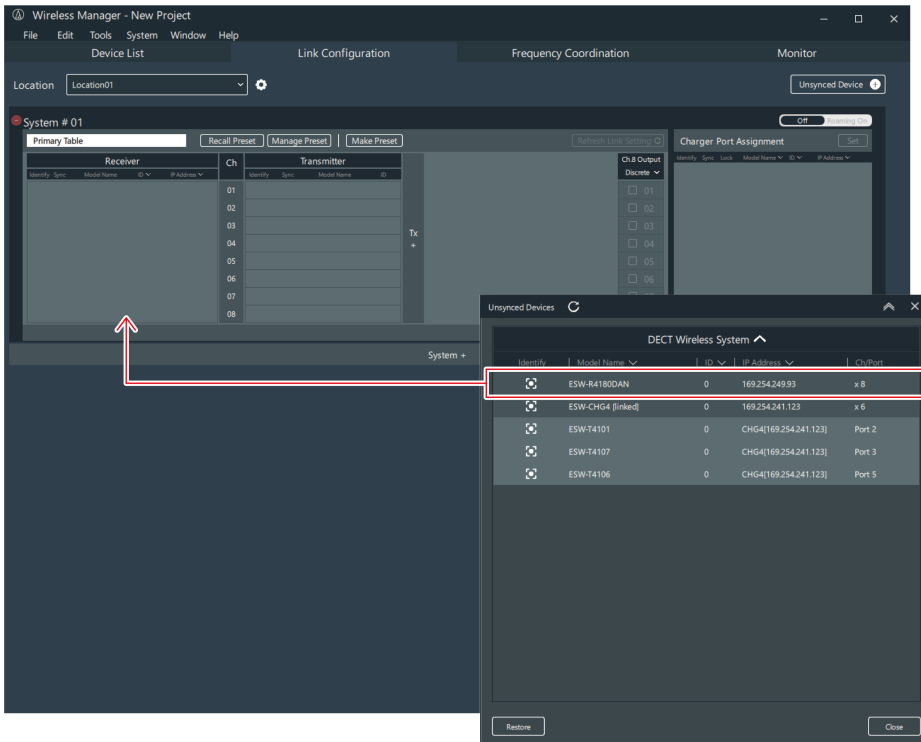 Wireless Manager - New Project
File Edit Tools System Window Help
Device List Link Configuration Frequency Coordination Monitor
Location Location01 Unsynced Device
System # 01 Off Roaming On
Primary Table Recall Preset Manage Preset Make Preset Refresh Link Setting Charger Port Assignment Set
Receiver Ch Transmitter Ch.8 Output
Identify Sync Model Name ID IP Address Identify Sync Model Name ID Discrete Identify Sync Lock Model Name ID IP Address
01 01
02 02
03 03
Tx
04 + 04
05 05
06 06
07
08
System +
Unsynced Devices
DECT Wireless System
Identify Model Name ID IP Address Ch/Port
ESW-R4180DAN 0 169.254.249.93 x 8
ESW-CHG4 [linked] 0 169.254.241.123 x 6
ESW-T4101 0 CHG4[169.254.241.123] Port 2
ESW-T4107 0 CHG4[169.254.241.123] Port 3
ESW-T4106 0 CHG4[169.254.241.123] Port 5
Restore Close